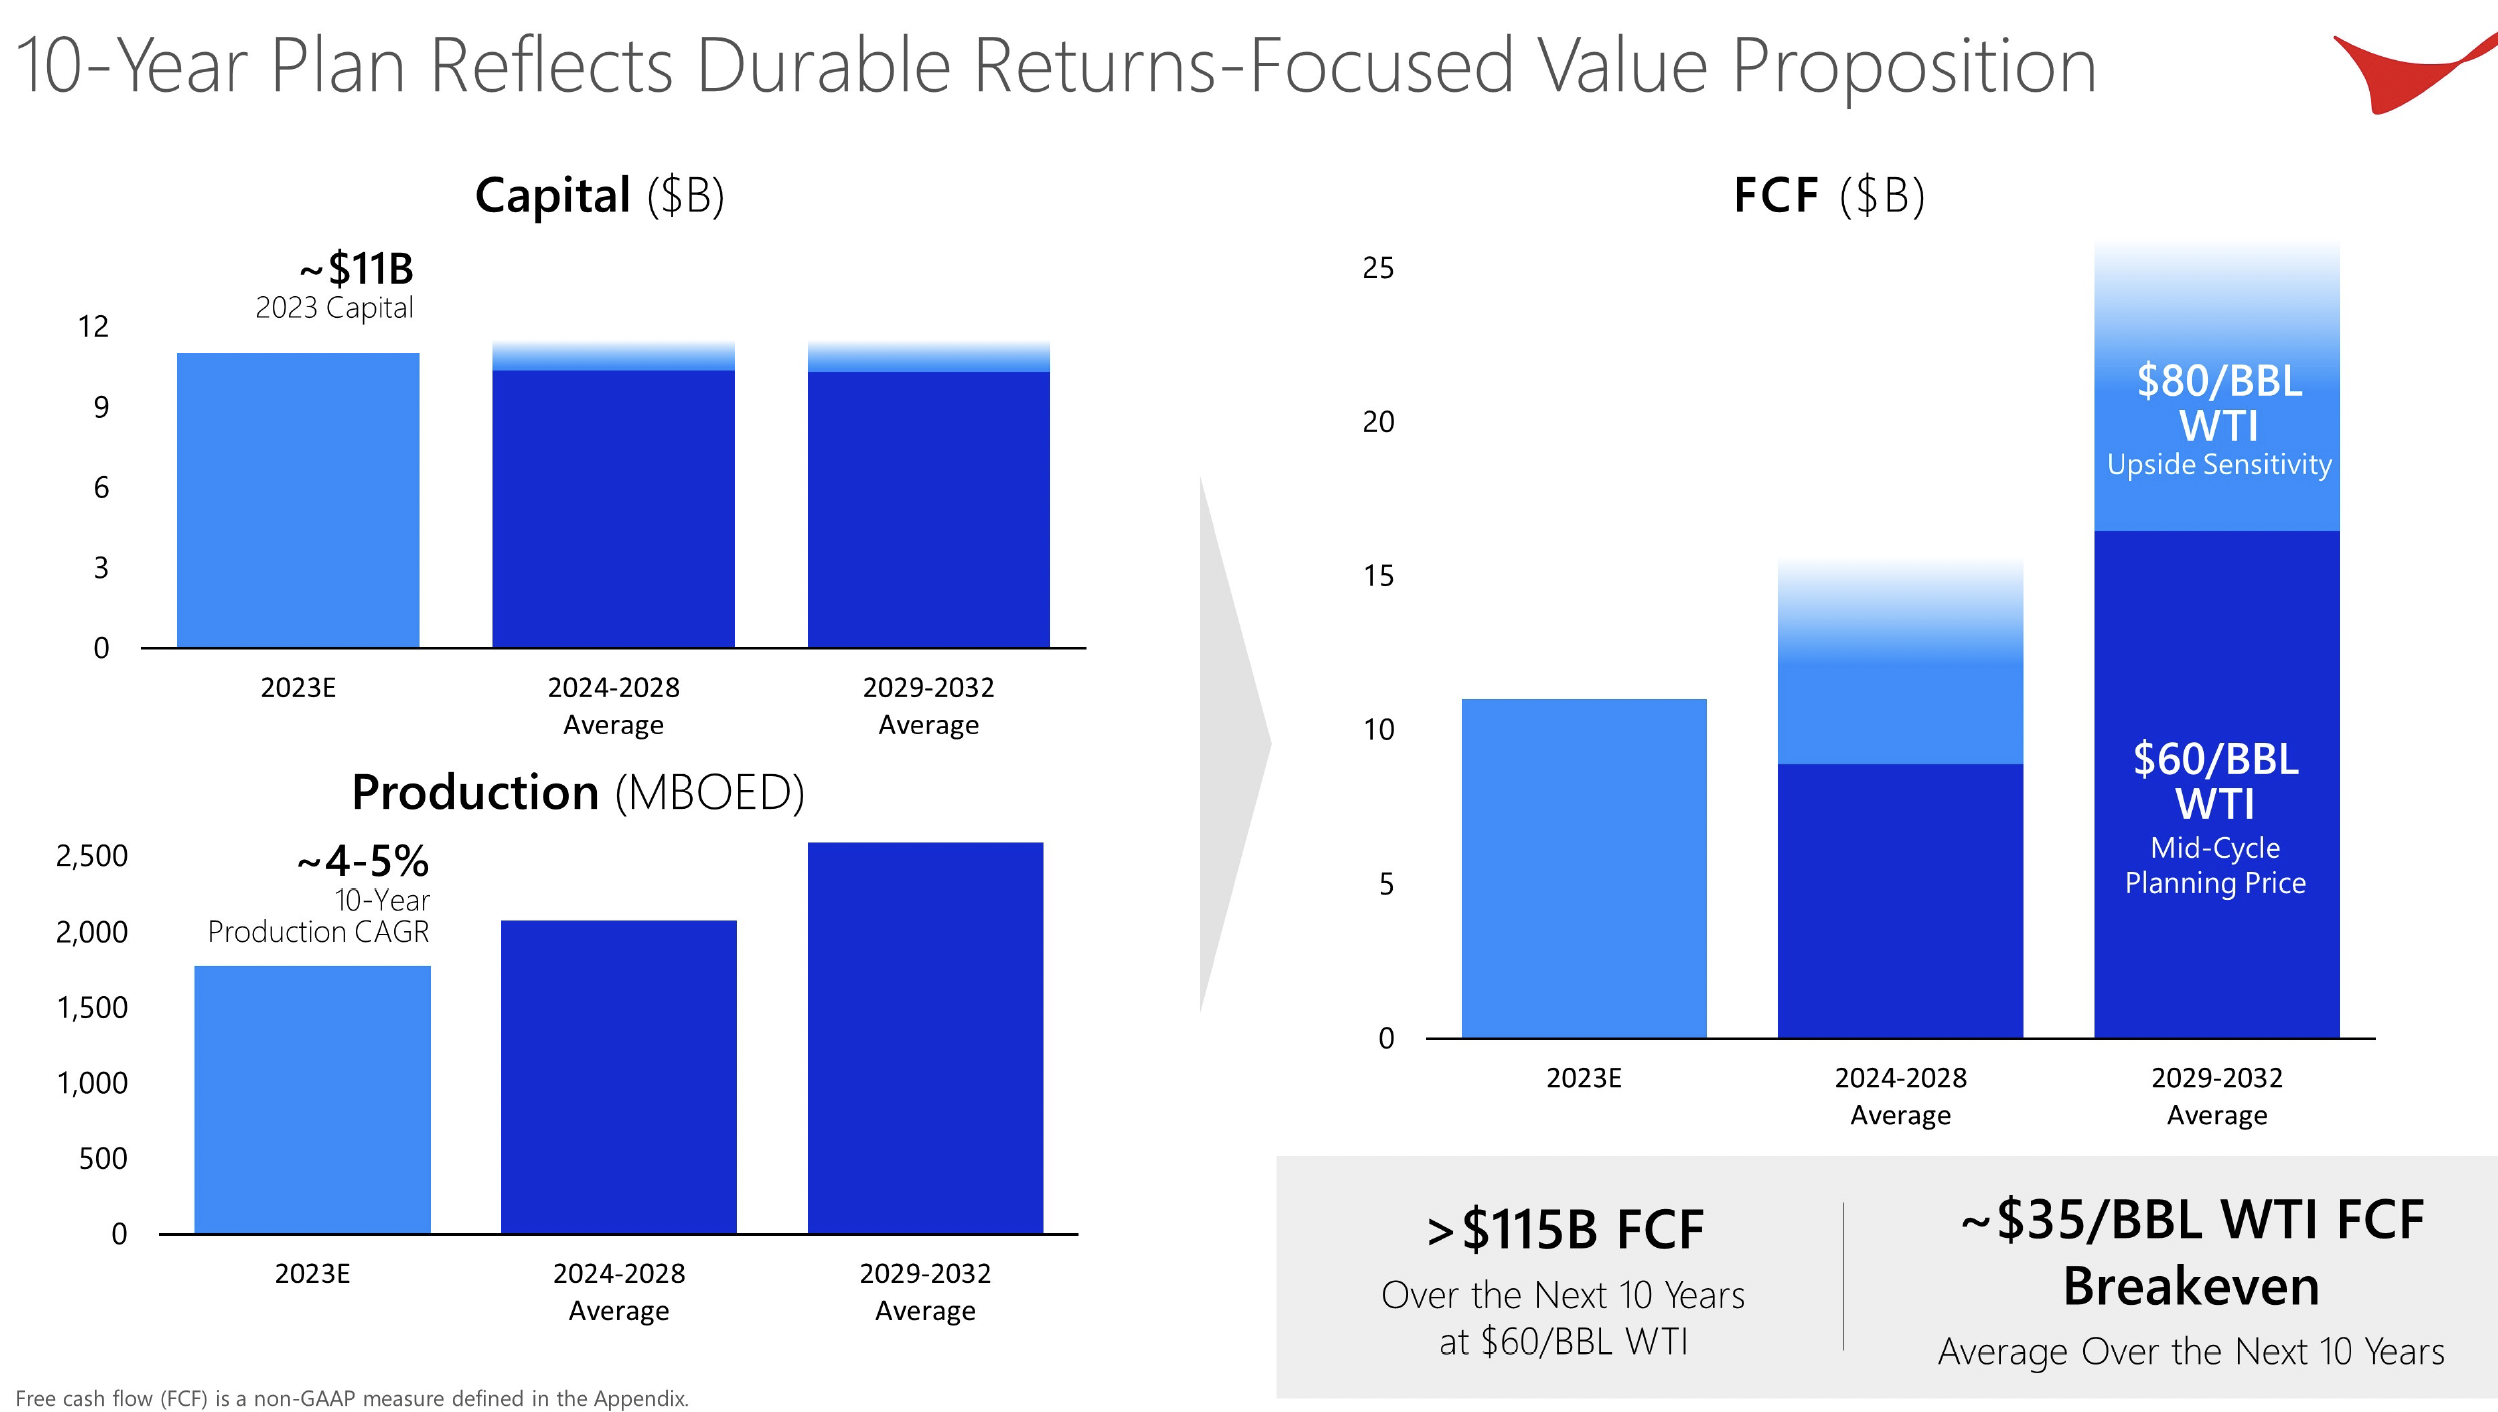 10-Year Plan Reflects Durable Returns-Focused Value Proposition
Capital ($B)
~$11B
2023 Capital
12
9
6
3
0
2023E
2024-2028
Average
2029-2032
Average
Production (MBOED)
~4-5%
10-Year
Production CAGR
2,500
2,000
1,500
1,000
500
0
2023E
2024-2028
Average
2029-2032
Average
FCF ($B)
25
20
15
10
5
0
$80/BBL
WTI
Upside Sensitivity
$60/BBL
WTI
Mid-Cycle
Planning Price
2023E
2024-2028
Average
2029-2032
Average
>$115B FCF
Over the Next 10 Years
at $60/BBL WTI
~$35/BBL WTI FCF
Breakeven
Average Over the Next 10 Years
Free cash flow (FCF) is a non-GAAP measure defined in the Appendix.